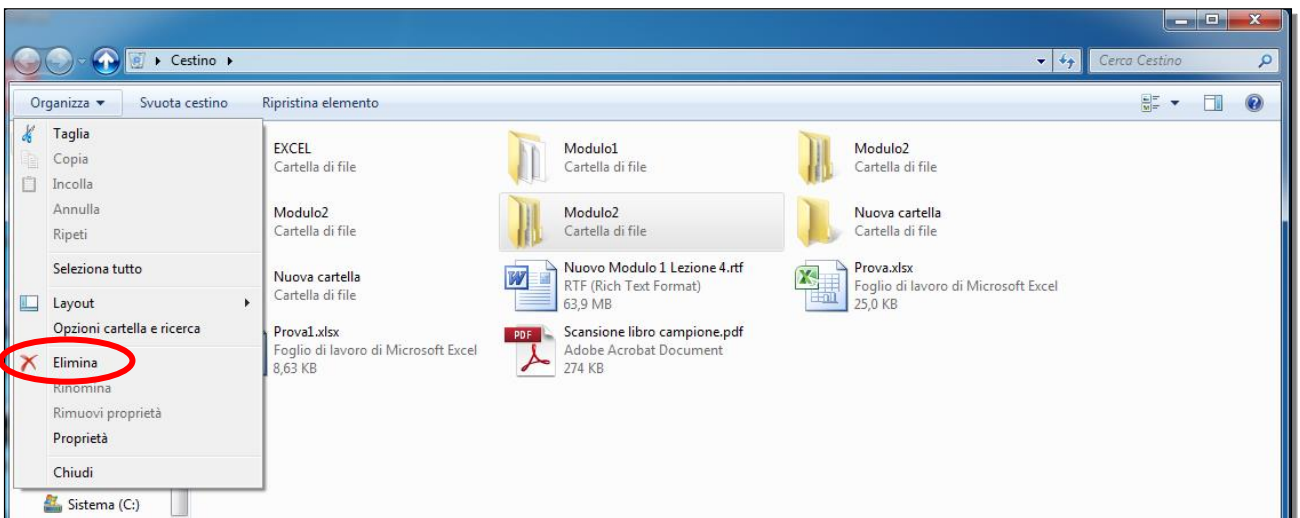 Cestino
Cerca Cestino
Organizza
Svuota cestino
Ripristina elemento
Taglia
Copia
Incolla
Annulla
Ripeti
Seleziona tutto
Layout
Opzioni cartella e ricerca
Elimina
Rinomina
Rimuovi proprietà
Proprietà
Chiudi
Sistema (C:)
EXCEL
Cartella di file
Modulo1
Cartella di file
Modulo2
Cartella di file
Modulo2
Cartella di file
Modulo2
Cartella di file
Nuova cartella
Cartella di file
Nuova cartella
Cartella di file
Nuovo Modulo 1 Lezione 4.rtf
RTF (Rich Text Format)
63,9 MB
Prova.xlsx
Foglio di lavoro di Microsoft Excel
25,0 KB
Prova1.xlsx
Foglio di lavoro di Microsoft Excel
8,63 KB
PDF
Scansione libro campione.pdf
Adobe Acrobat Document
274 KB